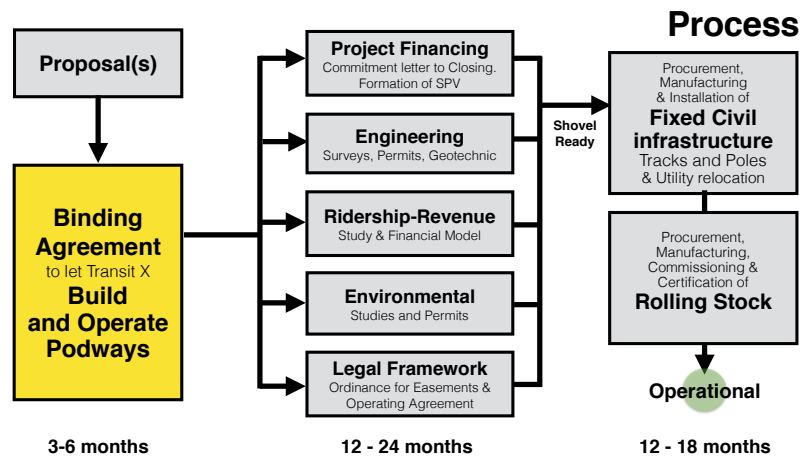 Process
Proposal(s)
Binding
Agreement
to let Transit X
Build
and Operate
Podways
3-6 months
Project Financing
Commitment letter to Closing.
Formation of SPV
Engineering
Surveys, Permits, Geotechnic
Ridership-Revenue
Study & Financial Model
Environmental
Studies and Permits
Legal Framework
Ordinance for Easements &
Operating Agreement
12 - 24 months
Shovel
Ready
Procurement,
Manufacturing
& Installation of
Fixed Civil
infrastructure
Tracks and Poles
& Utility relocation
Procurement,
Manufacturing,
Commissioning &
Certification of
Rolling Stock
Operational
12 - 18 months